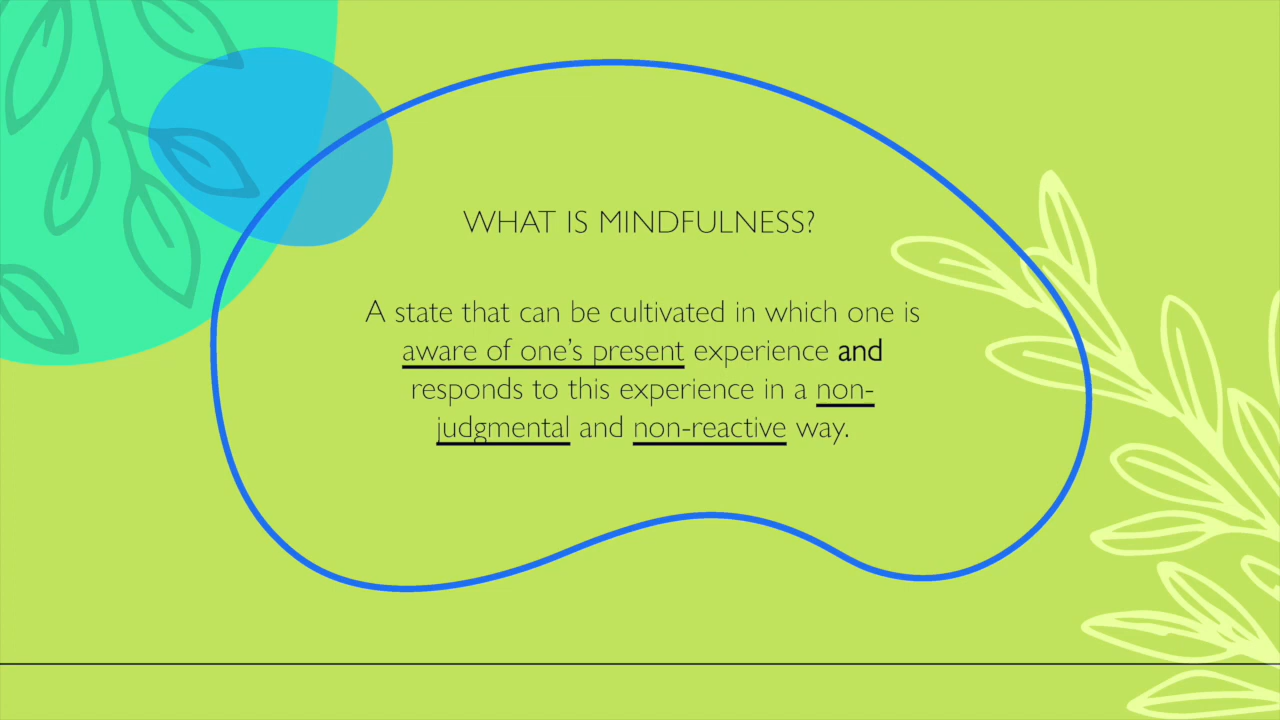 WHAT IS MINDFULNESS?
A state that can be cultivated in which one is
aware of one’s present experience and
responds to this experience in a non-
judgmental and non-reactive way.